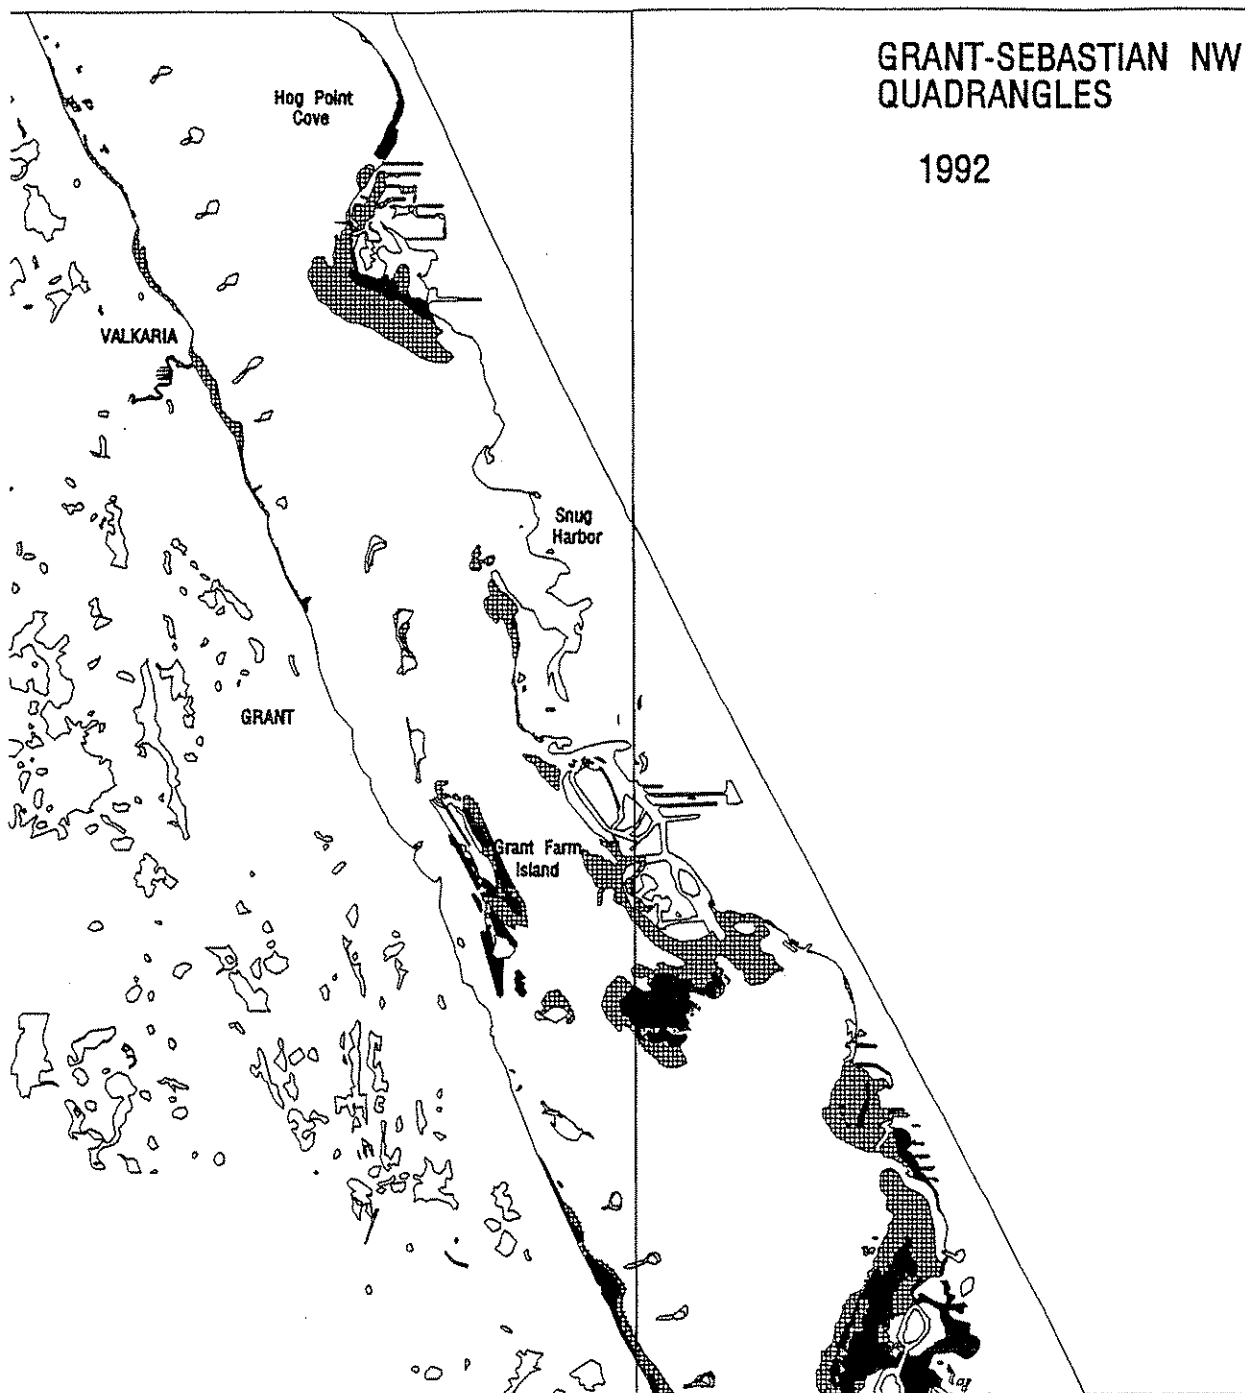 GRANT-SEBASTIAN NW
QUADRANGLES
1992
Hog Point
Cove
VALKARIA
Snug
Harbor
GRANT
Grant Farm
Island